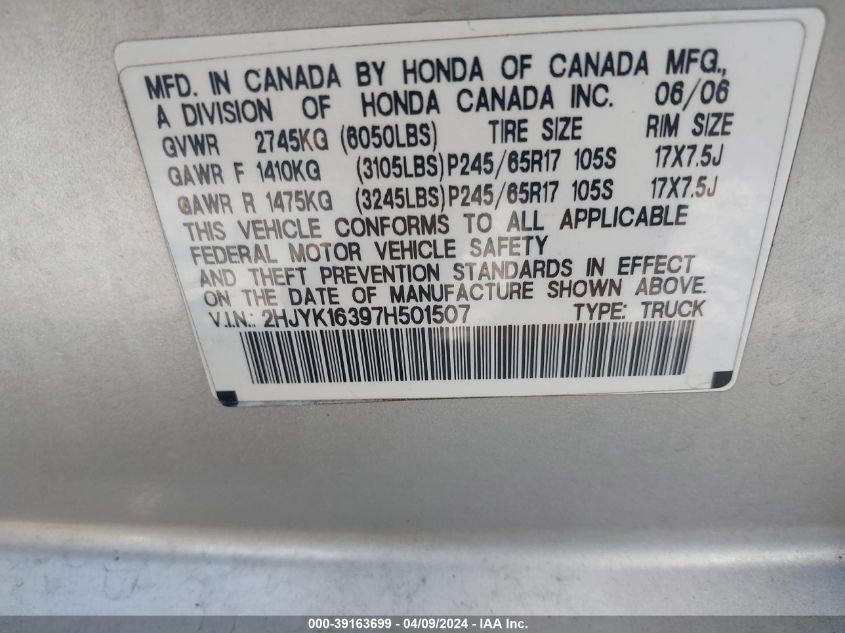 MFD. IN CANADA BY HONDA OF CANADA MFG.,
A DIVISION OF HONDA CANADA INC. 06/06
GVWR 2745KG (6050LBS) TIRE SIZE RIM SIZE
GAWR F 1410KG (3105LBS) P245/65R17 105S 17X7.5J
GAWR R 1475KG (3245LBS) P245/65R17 105S 17X7.5J
THIS VEHICLE CONFORMS TO ALL APPLICABLE
FEDERAL MOTOR VEHICLE SAFETY
AND THEFT PREVENTION STANDARDS IN EFFECT
ON THE DATE OF MANUFACTURE SHOWN ABOVE.
V.I.N.: 2HJYK16397H501507 TYPE: TRUCK
000-39163699 - 04/09/2024 - IAAI.com